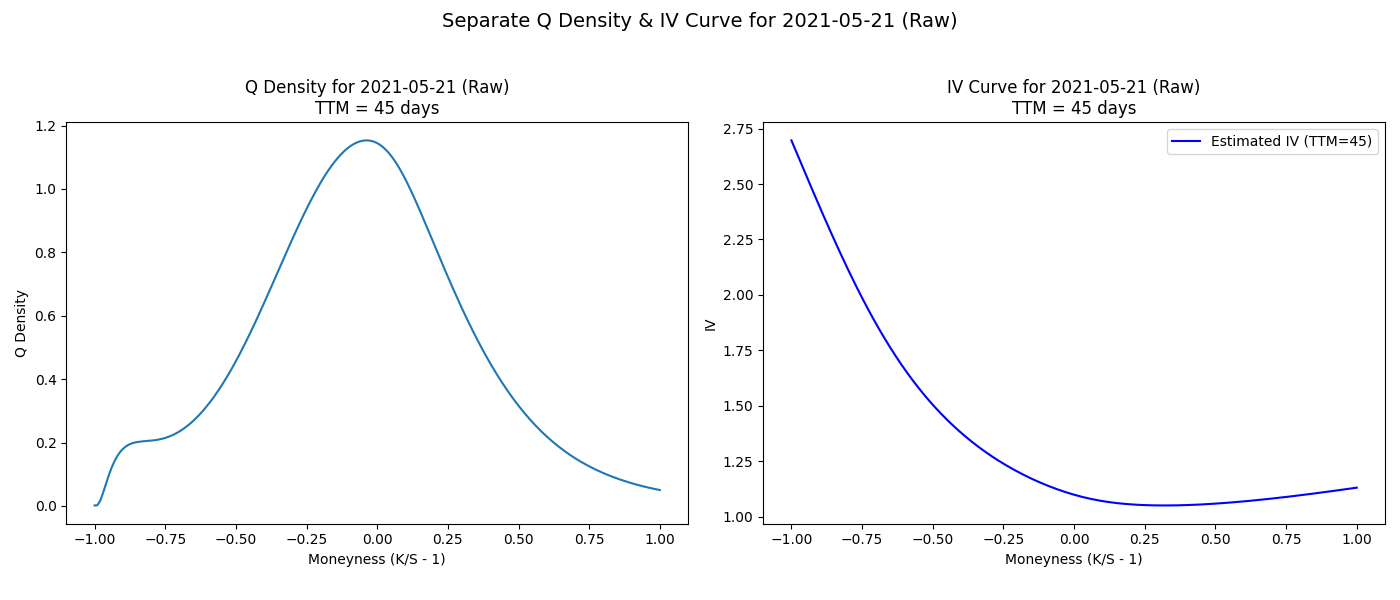 Separate Q Density & IV Curve for 2021-05-21 (Raw)
Q Density for 2021-05-21 (Raw)
TTM = 45 days
1.2
1.0
0.8
0.6
0.4
0.2
0.0
Q Density
−1.00 −0.75 −0.50 −0.25 0.00 0.25 0.50 0.75 1.00
Moneyness (K/S - 1)
IV Curve for 2021-05-21 (Raw)
TTM = 45 days
Estimated IV (TTM=45)
2.75
2.50
2.25
2.00
1.75
1.50
1.25
1.00
IV
−1.00 −0.75 −0.50 −0.25 0.00 0.25 0.50 0.75 1.00
Moneyness (K/S - 1)